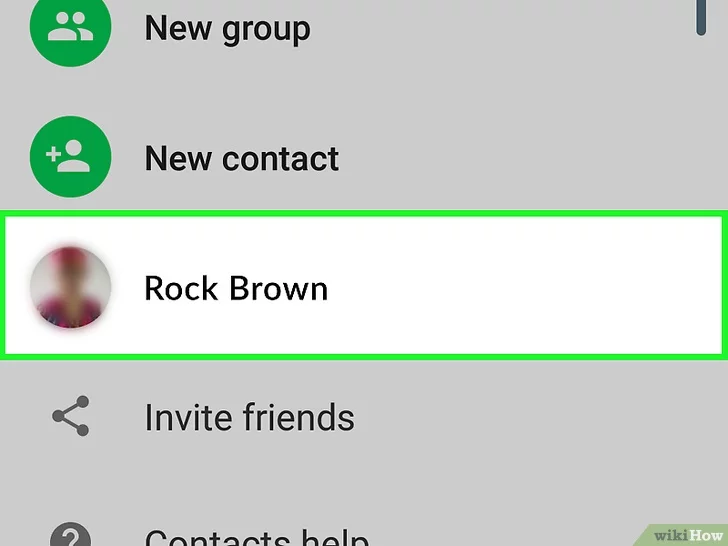 New group
New contact
Rock Brown
Invite friends
Contacts help
wikiHow